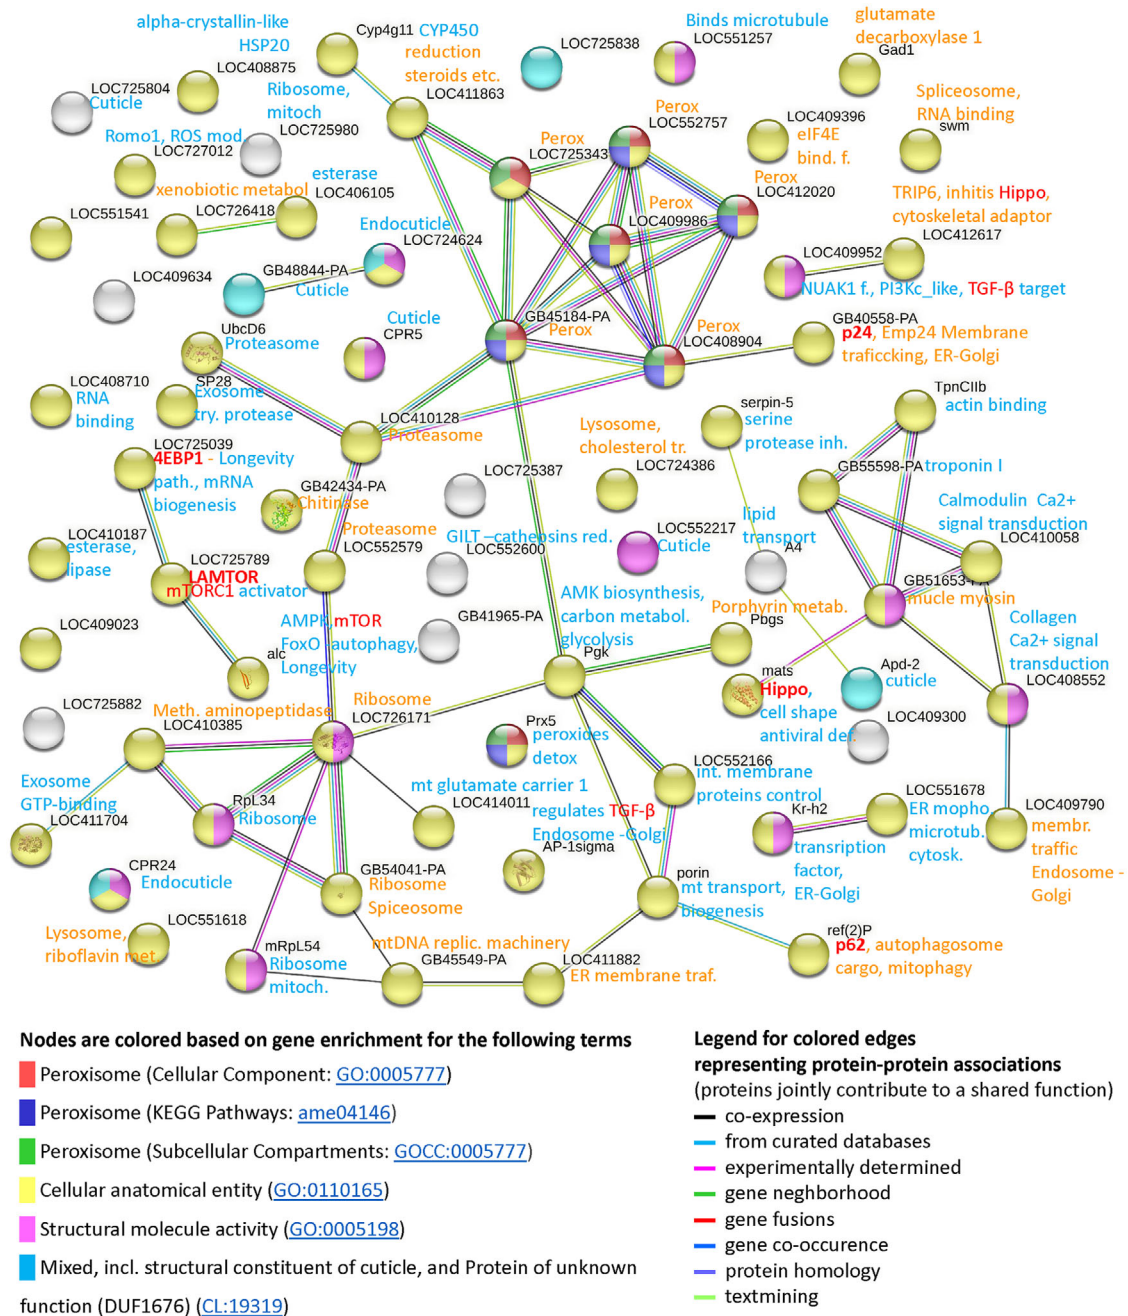 alpha-crystallin-like
HSP20
LOC408875
Cyp4g11 CYP450
reduction
steroids etc.
LOC411863
LOC725838
Binds microtubule
LOC551257
glutamate
decarboxylase 1
Gad1
LOC725804
Cuticle
Ribosome,
mitoch
LOC725980
Romo1, ROS mod
LOC727012
Perox
LOC552757
Perox
LOC725343
LOC409396
eIF4E
bind. f.
Spliceosome,
RNA binding
swm
xenobiotic metabol
LOC726418
esterase
LOC406105
LOC551541
Perox
LOC412020
Perox
LOC409986
TRIP6, inhitis Hippo,
cytoskeletal adaptor
LOC412617
Endocuticle
LOC724624
GB48844-PA
Cuticle
LOC409634
LOC409952
NUAK1 f., PI3Kc_like, TGF-β target
UbcD6
Proteasome
Cuticle
CPR5
GB45184-PA
Perox
Perox
LOC408904
GB40558-PA
p24, Emp24 Membrane
traficcking, ER-Golgi
LOC408710
RNA
binding
SP28
Exosome
try. protease
LOC410128
Proteasome
Lysosome,
cholesterol tr.
LOC724386
serpin-5
serine
protease inh.
TpnCIIb
actin binding
LOC725039
4EBP1 - Longevity
path., mRNA
biogenesis
GB42434-PA
Chitinase
LOC725387
GB55598-PA troponin I
Calmodulin Ca2+
signal transduction
LOC410058
LOC410187
esterase,
lipase
LOC725789
LAMTOR
mTORC1 activator
Proteasome
LOC552579
GILT –cathepsins red.
LOC552600
LOC552217
Cuticle
lipid
transport
A4
GB51653-PA
mucle myosin
LOC409023
AMPK, mTOR
FoxO autophagy,
Longevity
alc
GB41965-PA
AMK biosynthesis,
carbon metabol.
glycolysis
Pgk
Porphyrin metab.
Pbgs
mats
Hippo,
cell shape
antiviral def.
Apd-2
cuticle
Collagen
Ca2+ signal
transduction
LOC408552
LOC725882
Meth. aminopeptidase
LOC410385
Ribosome
LOC726171
Prx5
peroxides
detox
LOC409300
Exosome
GTP-binding
LOC411704
RpL34
Ribosome
mt glutamate carrier 1
LOC414011
regulates TGF-β
Endosome -Golgi
AP-1sigma
LOC552166
int. membrane
proteins control
Kr-h2
transription
factor,
ER-Golgi
LOC551678
ER mopho.
microtub.
cytosk.
LOC409790
membr.
traffic
Endosome -
Golgi
CPR24
Endocuticle
GB54041-PA
Ribosome
Spiceosome
porin
mt transport,
biogenesis
LOC551618
Lysosome,
riboflavin met.
mRpL54
Ribosome
mitoch.
mtDNA replic. machinery
GB45549-PA
LOC411882
ER membrane traf.
ref(2)P
p62, autophagosome
cargo, mitophagy
Nodes are colored based on gene enrichment for the following terms
Peroxisome (Cellular Component: GO:0005777)
Peroxisome (KEGG Pathways: ame04146)
Peroxisome (Subcellular Compartments: GOCC:0005777)
Cellular anatomical entity (GO:0110165)
Structural molecule activity (GO:0005198)
Mixed, incl. structural constituent of cuticle, and Protein of unknown
function (DUF1676) (CL:19319)
Legend for colored edges
representing protein-protein associations
(proteins jointly contribute to a shared function)
co-expression
from curated databases
experimentally determined
gene neghborhood
gene fusions
gene co-occurence
protein homology
textmining